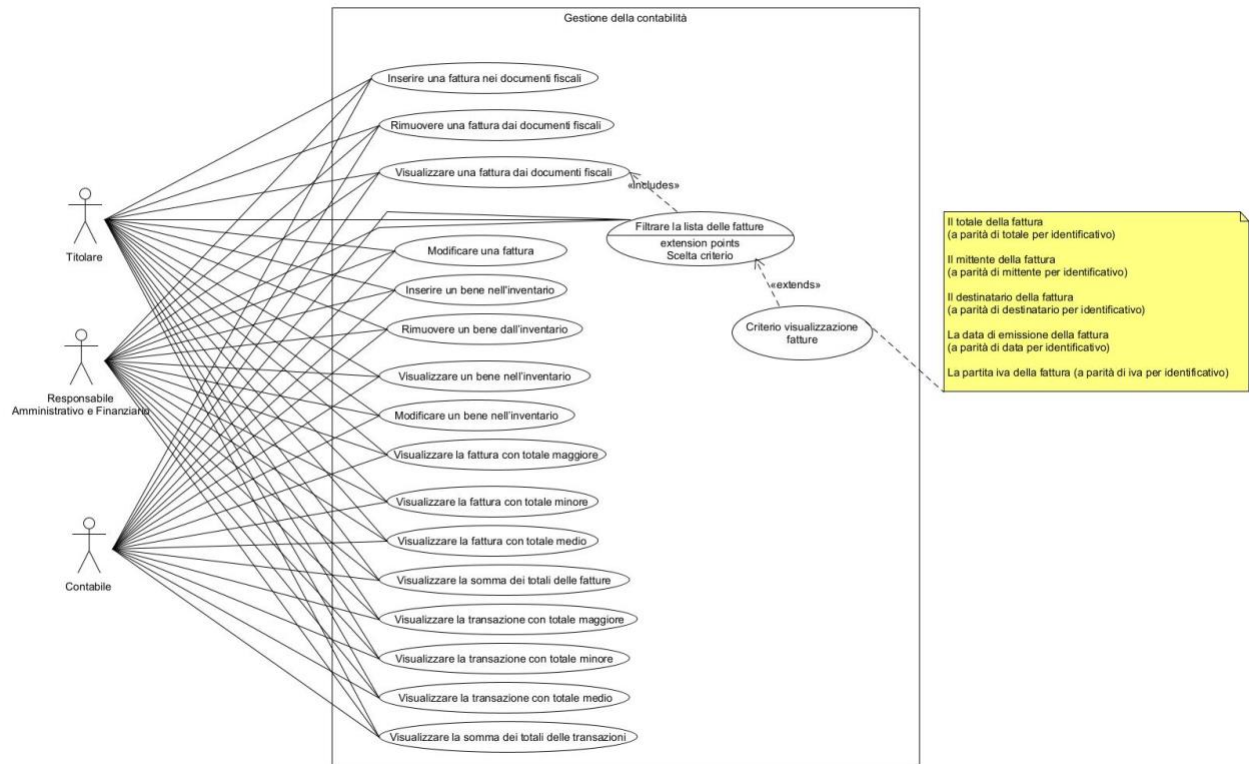 Gestione della contabilità
Inserire una fattura nei documenti fiscali
Rimuovere una fattura dai documenti fiscali
Visualizzare una fattura dai documenti fiscali
«includes»
Filtrare la lista delle fatture
extension points
Scelta criterio
«extends»
Criterio visualizzazione
fatture
Modificare una fattura
Inserire un bene nell'inventario
Rimuovere un bene dall'inventario
Visualizzare un bene nell'inventario
Modificare un bene nell'inventario
Visualizzare la fattura con totale maggiore
Visualizzare la fattura con totale minore
Visualizzare la fattura con totale medio
Visualizzare la somma dei totali delle fatture
Visualizzare la transazione con totale maggiore
Visualizzare la transazione con totale minore
Visualizzare la transazione con totale medio
Visualizzare la somma dei totali delle transazioni
Titolare
Responsabile
Amministrativo e Finanziario
Contabile
Il totale della fattura
(a parità di totale per identificativo)
Il mittente della fattura
(a parità di mittente per identificativo)
Il destinatario della fattura
(a parità di destinatario per identificativo)
La data di emissione della fattura
(a parità di data per identificativo)
La partita iva della fattura (a parità di iva per identificativo)